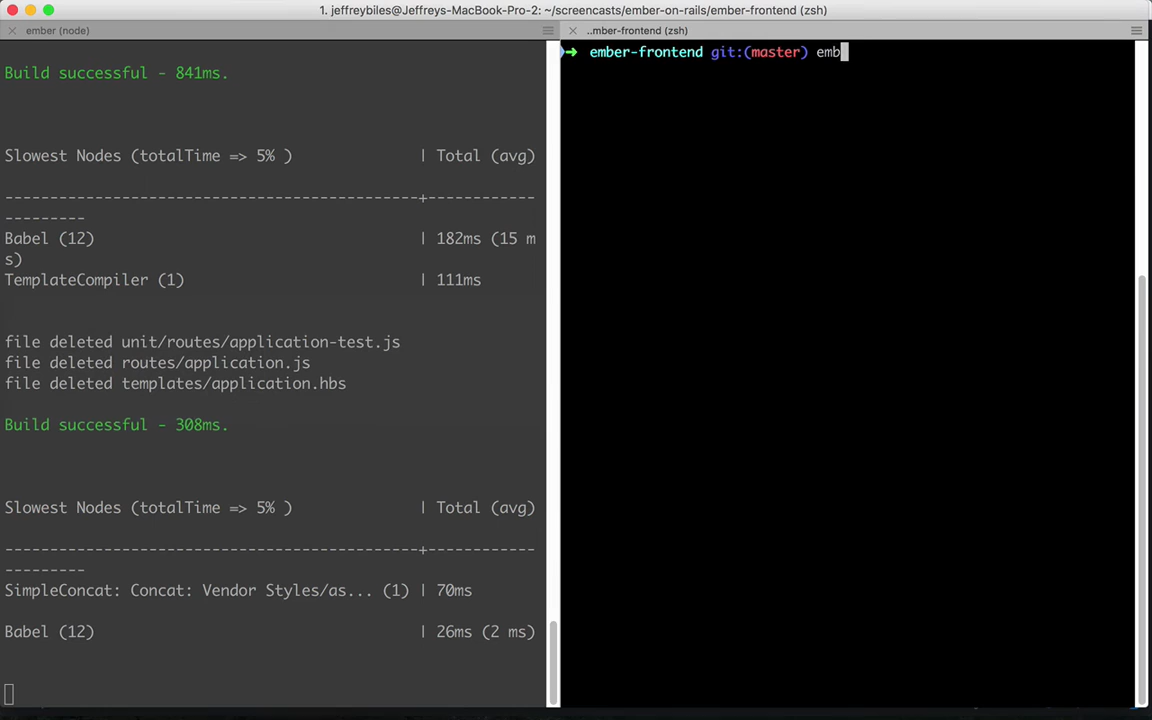 1. jeffreybiles@Jeffreys-MacBook-Pro-2: ~/screencasts/ember-on-rails/ember-frontend (zsh)
ember (node)
Build successful - 841ms.
Slowest Nodes (totalTime => 5% ) | Total (avg)
----------------------------------------------+------------
---------
Babel (12) | 182ms (15 m
s)
TemplateCompiler (1) | 111ms
file deleted unit/routes/application-test.js
file deleted routes/application.js
file deleted templates/application.hbs
Build successful - 308ms.
Slowest Nodes (totalTime => 5% ) | Total (avg)
----------------------------------------------+------------
---------
SimpleConcat: Concat: Vendor Styles/as... (1) | 70ms
Babel (12) | 26ms (2 ms)
..mber-frontend (zsh)
➜ ember-frontend git:(master) emb